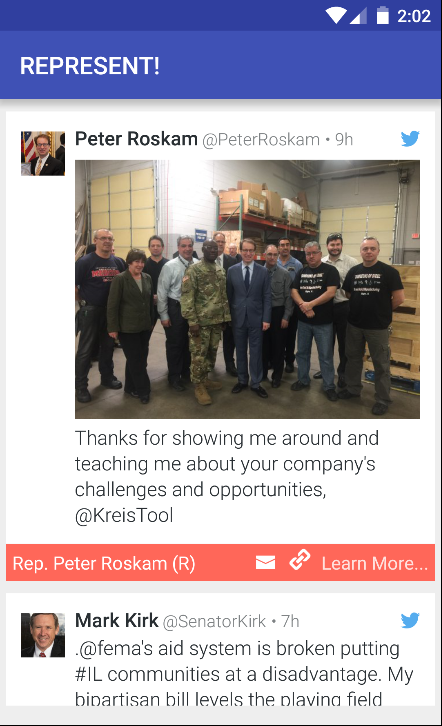 2:02
REPRESENT!
Peter Roskam @PeterRoskam • 9h
Thanks for showing me around and
teaching me about your company's
challenges and opportunities,
@KreisTool
Rep. Peter Roskam (R) Learn More...
Mark Kirk @SenatorKirk • 7h
.@fema's aid system is broken putting
#IL communities at a disadvantage. My
bipartisan bill levels the playing field